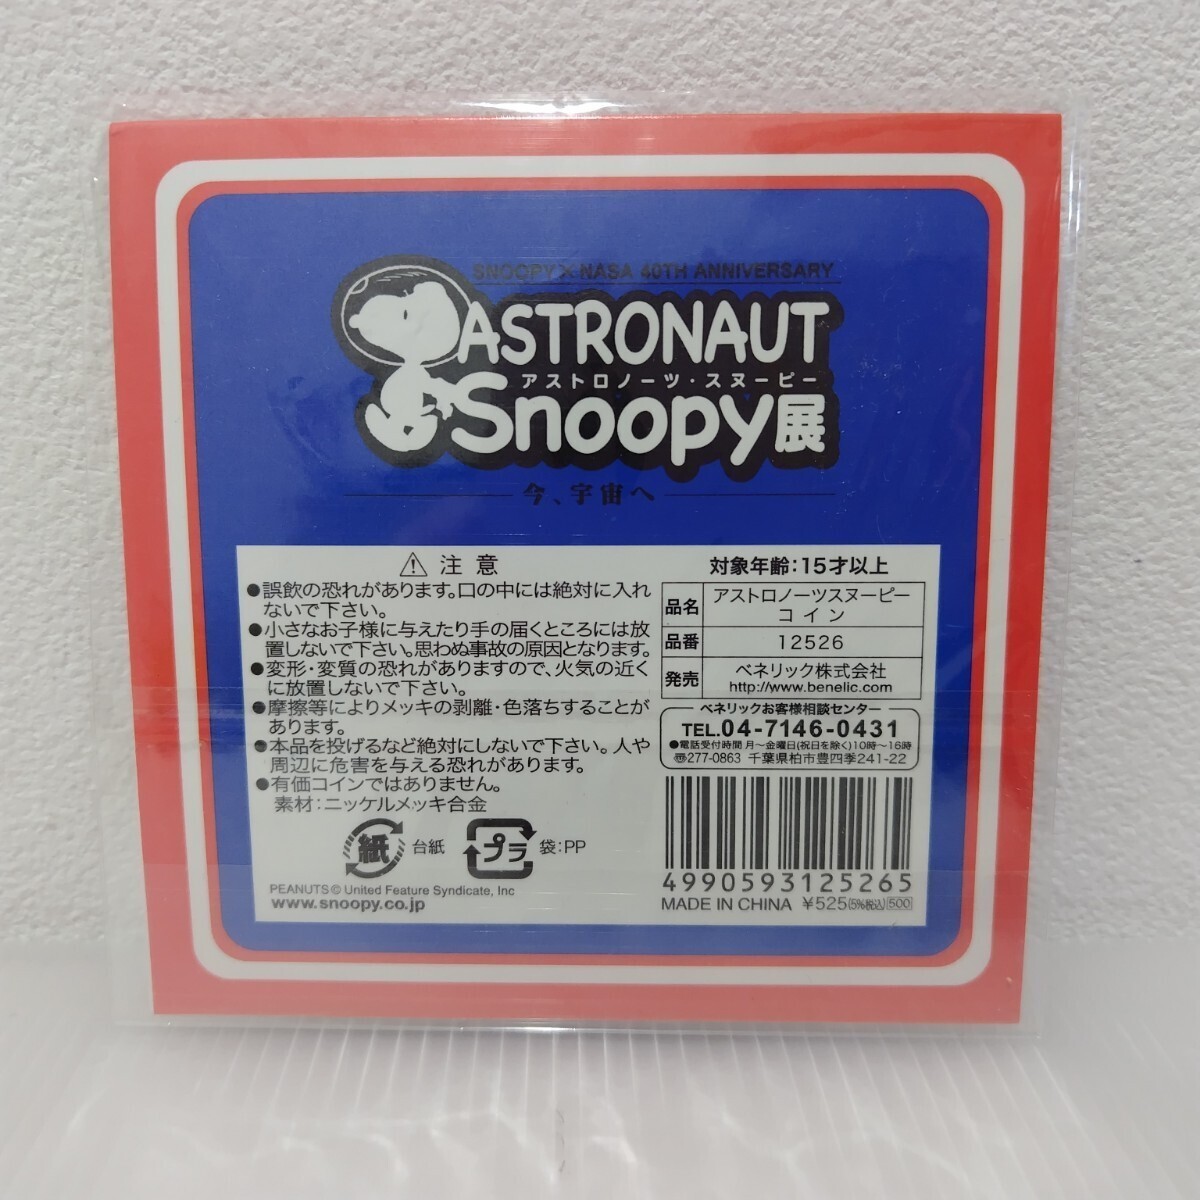 SNOOPY×NASA 40TH ANNIVERSARY
ASTRONAUT
アストロノーツ・スヌーピー
Snoopy展
今、宇宙へ
⚠ 注意
●誤飲の恐れがあります。口の中には絶対に入れ
ないで下さい。
●小さなお子様に与えたり手の届くところには放
置しないで下さい。思わぬ事故の原因となります。
●変形・変質の恐れがありますので、火気の近く
に放置しないで下さい。
●摩擦等によりメッキの剥離・色落ちすることが
あります。
●本品を投げるなど絶対にしないで下さい。人や
周辺に危害を与える恐れがあります。
●有価コインではありません。
素材:ニッケルメッキ合金
紙 台紙 プラ 袋:PP
PEANUTS © United Feature Syndicate, Inc
www.snoopy.co.jp
対象年齢:15才以上
品名 アストロノーツスヌーピー
コイン
品番 12526
発売 ベネリック株式会社
http://www.benelic.com
ベネリックお客様相談センター
TEL.04-7146-0431
●電話受付時間 月〜金曜日(祝日を除く)10時〜16時
〠277-0863 千葉県柏市豊四季241-22
4990593125265
MADE IN CHINA ¥525(5%税込)500